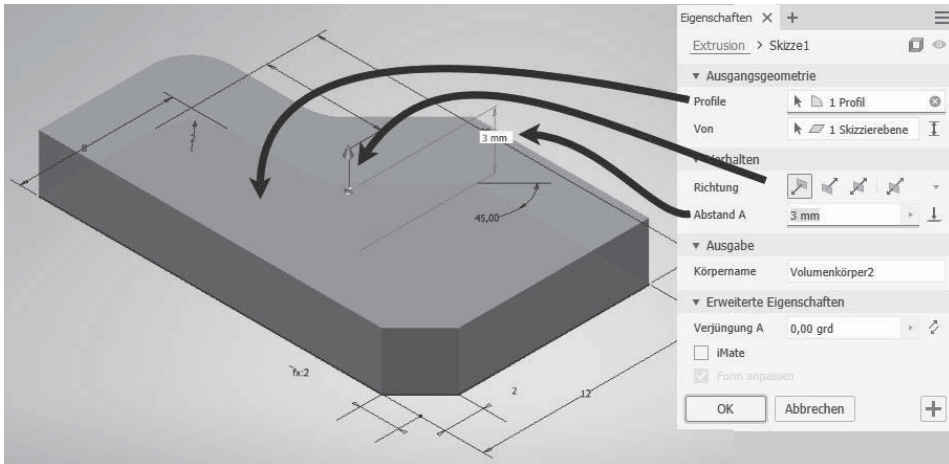 Eigenschaften × +
Extrusion > Skizze1
Ausgangsgeometrie
Profile 1 Profil
Von 1 Skizzierebene
Verhalten
Richtung
Abstand A 3 mm
Ausgabe
Körpername Volumenkörper2
Erweiterte Eigenschaften
Verjüngung A 0,00 grd
iMate
Form anpassen
OK Abbrechen +
8
2
3 mm
45,00
fx:2
2
12